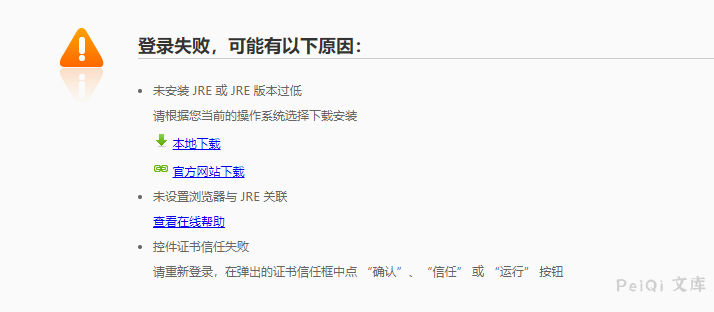 登录失败，可能有以下原因：
未安装 JRE 或 JRE 版本过低
请根据您当前的操作系统选择下载安装
本地下载
官方网站下载
未设置浏览器与 JRE 关联
查看在线帮助
控件证书信任失败
请重新登录，在弹出的证书信任框中点 “确认”、“信任” 或 “运行” 按钮
PeiQi 文库